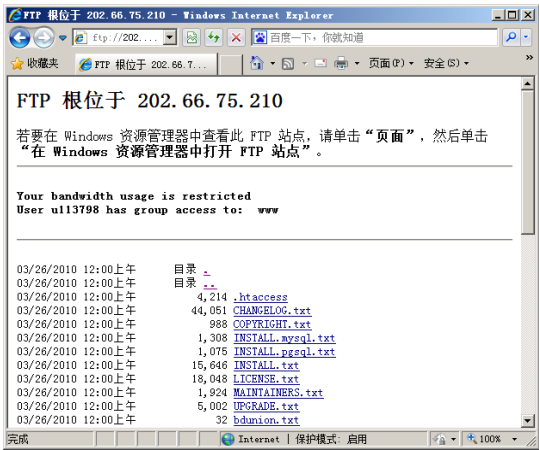 FTP 根位于 202.66.75.210 - Windows Internet Explorer
ftp://202....
百度一下，你就知道
收藏夹
FTP 根位于 202.66.7...
页面(P)
安全(S)
»
FTP 根位于 202.66.75.210
若要在 Windows 资源管理器中查看此 FTP 站点，请单击“页面”，然后单击
“在 Windows 资源管理器中打开 FTP 站点”。
Your bandwidth usage is restricted
User u113798 has group access to:  www
03/26/2010 12:00上午 目录 .
03/26/2010 12:00上午 目录 ..
03/26/2010 12:00上午 4,214 .htaccess
03/26/2010 12:00上午 44,051 CHANGELOG.txt
03/26/2010 12:00上午 988 COPYRIGHT.txt
03/26/2010 12:00上午 1,308 INSTALL.mysql.txt
03/26/2010 12:00上午 1,075 INSTALL.pgsql.txt
03/26/2010 12:00上午 15,646 INSTALL.txt
03/26/2010 12:00上午 18,048 LICENSE.txt
03/26/2010 12:00上午 1,924 MAINTAINERS.txt
03/26/2010 12:00上午 5,002 UPGRADE.txt
03/26/2010 12:00上午 32 bdunion.txt
完成
Internet | 保护模式: 启用
100%